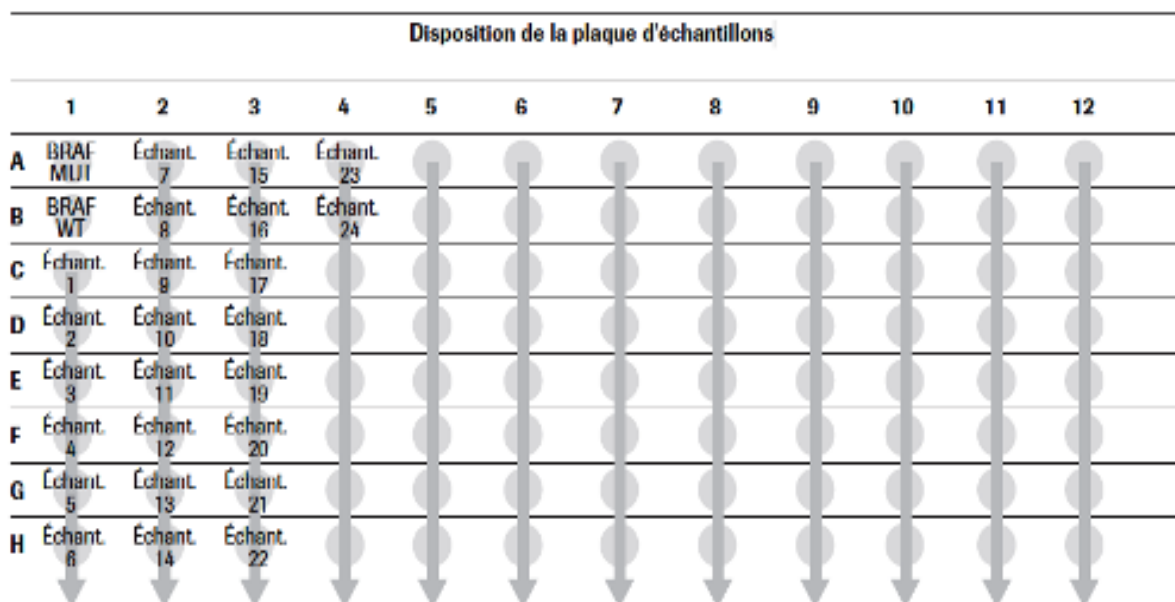 Disposition de la plaque d'échantillons
1 2 3 4 5 6 7 8 9 10 11 12
A BRAF MUT Échant. 7 Échant. 15 Échant. 23
B BRAF WT Échant. 8 Échant. 16 Échant. 24
C Échant. 1 Échant. 9 Échant. 17
D Échant. 2 Échant. 10 Échant. 18
E Échant. 3 Échant. 11 Échant. 19
F Échant. 4 Échant. 12 Échant. 20
G Échant. 5 Échant. 13 Échant. 21
H Échant. 6 Échant. 14 Échant. 22